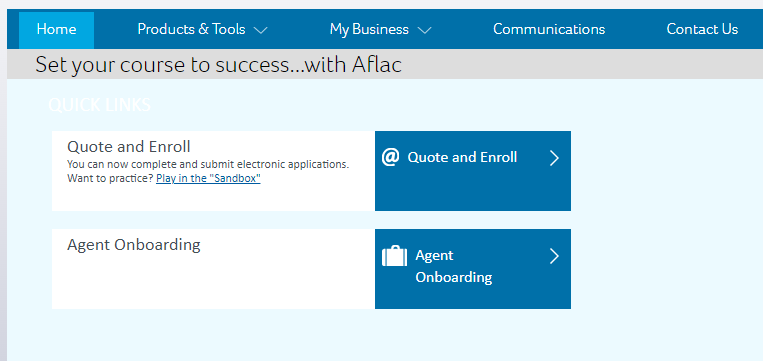 Home Products & Tools My Business Communications Contact Us
Set your course to success...with Aflac
QUICK LINKS
Quote and Enroll
You can now complete and submit electronic applications.
Want to practice? Play in the "Sandbox"
@ Quote and Enroll
Agent Onboarding
Agent
Onboarding